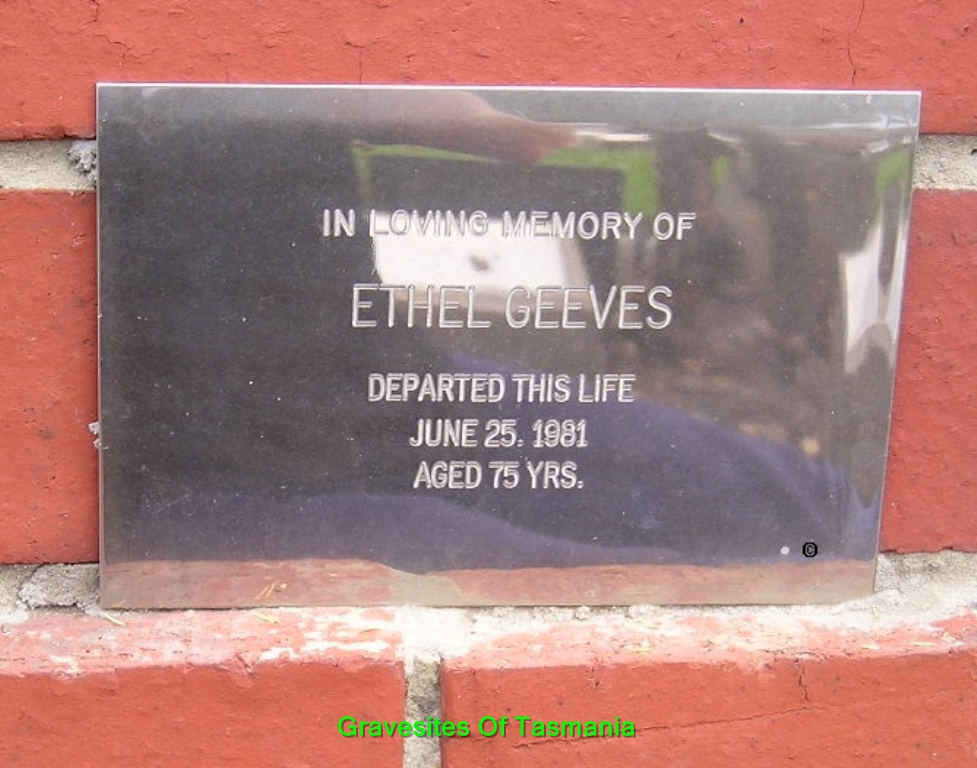 IN LOVING MEMORY OF
ETHEL GEEVES
DEPARTED THIS LIFE
JUNE 25, 1981
AGED 75 YRS.
©
Gravesites Of Tasmania